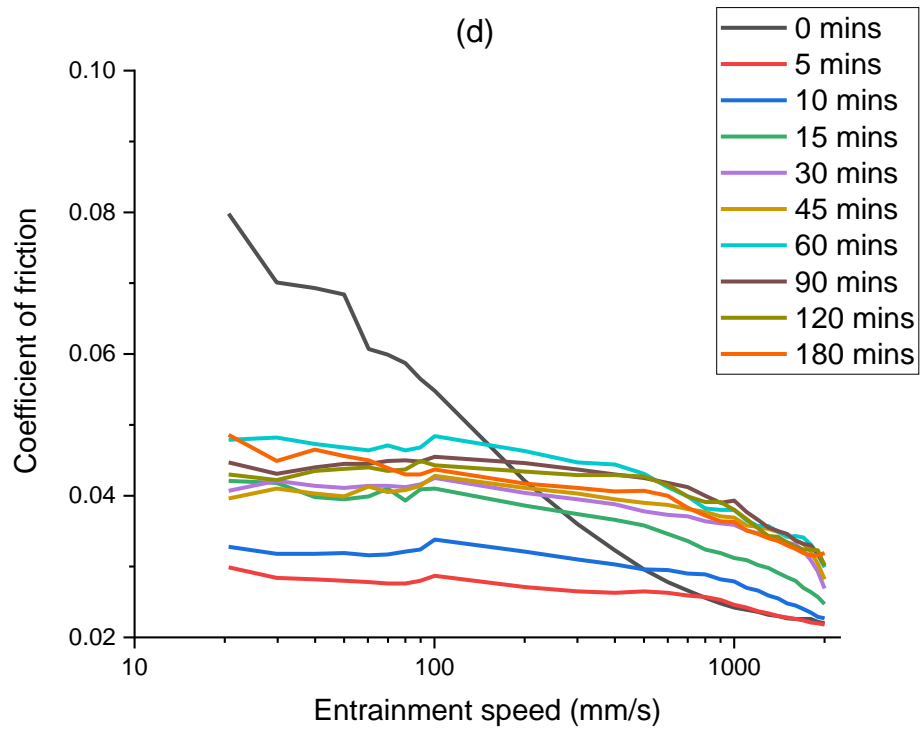 (d)
0 mins
5 mins
10 mins
15 mins
30 mins
45 mins
60 mins
90 mins
120 mins
180 mins
0.10
0.08
0.06
0.04
0.02
Coefficient of friction
10
100
1000
Entrainment speed (mm/s)